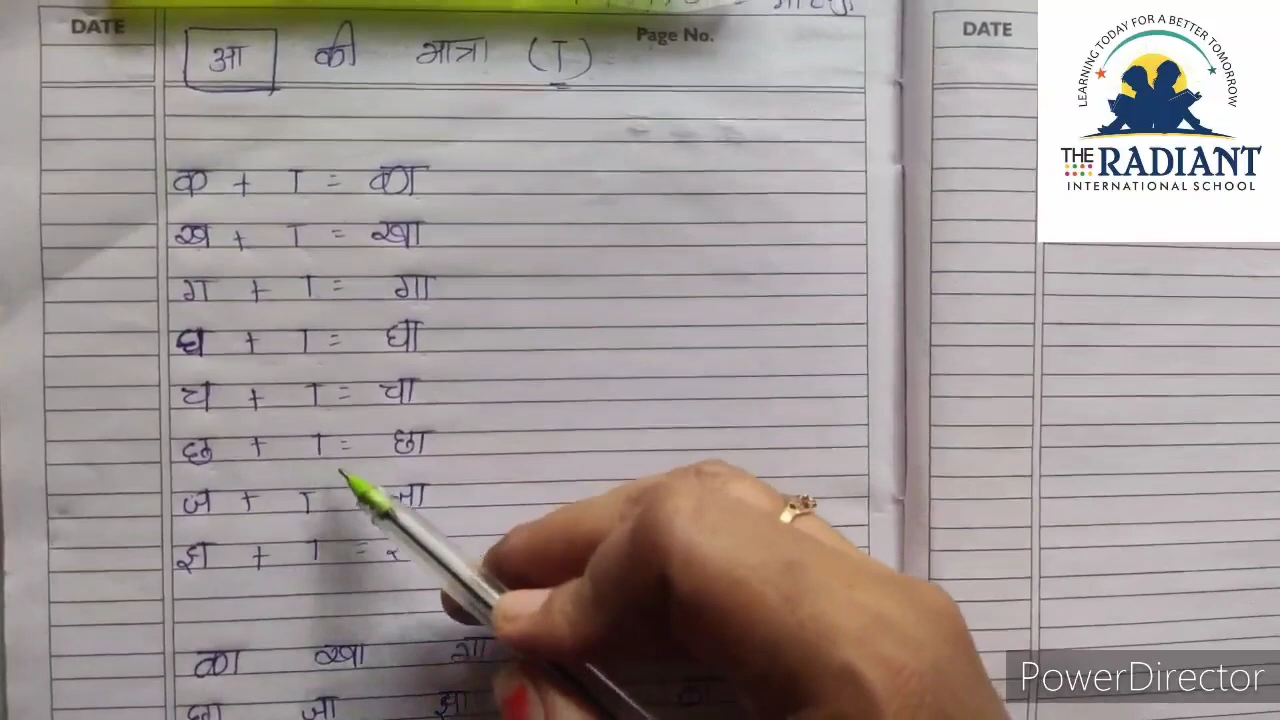 DATE
Page No.
आ की मात्रा (ा)
क + ा = का
ख + ा = खा
ग + ा = गा
घ + ा = घा
च + ा = चा
छ + ा = छा
ज + ा जा
झ + ा =
का खा गा
छा जा झा
DATE
LEARNING TODAY FOR A BETTER TOMORROW
THE RADIANT
INTERNATIONAL SCHOOL
PowerDirector